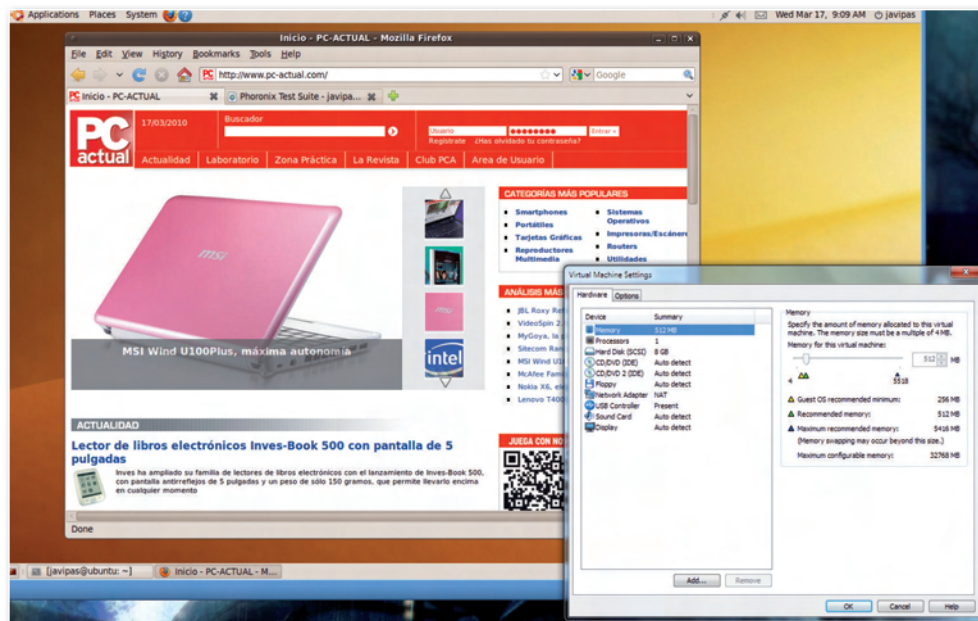 Applications Places System
Wed Mar 17, 9:09 AM javipas
Inicio - PC-ACTUAL - Mozilla Firefox
File Edit View History Bookmarks Tools Help
http://www.pc-actual.com/
Google
Inicio - PC-ACTUAL
Phoronix Test Suite - javipa...
PC actual
17/03/2010
Buscador
Usuario
Entrar
Regístrate ¿Has olvidado tu contraseña?
Actualidad Laboratorio Zona Práctica La Revista Club PCA Area de Usuario
msi
MSI Wind U100Plus, máxima autonomía
intel
CATEGORÍAS MÁS POPULARES
Smartphones
Portátiles
Tarjetas Gráficas
Reproductores Multimedia
Sistemas Operativos
Impresoras/Escáner
Routers
Utilidades
ANÁLISIS MÁS
JBL Roxy
VideoSpin 2
MyGoya, la
Sitecom
MSI Wind
McAfee
Nokia X6,
Lenovo
ACTUALIDAD
Lector de libros electrónicos Inves-Book 500 con pantalla de 5
pulgadas
Inves ha ampliado su familia de lectores de libros electrónicos con el lanzamiento de Inves-Book 500,
con pantalla antirreflejos de 5 pulgadas y un peso de sólo 150 gramos, que permite llevarlo encima
en cualquier momento
JUEGA CON NO
Done
[javipas@ubuntu: ~]
Inicio - PC-ACTUAL - M...
Virtual Machine Settings
Hardware Options
Device Summary
Memory 512 MB
Processors 1
Hard Disk (SCSI) 8 GB
CD/DVD (IDE) Auto detect
CD/DVD 2 (IDE) Auto detect
Floppy Auto detect
Network Adapter NAT
USB Controller Present
Sound Card Auto detect
Display Auto detect
Add... Remove
Memory
Specify the amount of memory allocated to this virtual
machine. The memory size must be a multiple of 4 MB.
Memory for this virtual machine:
512 MB
4
Guest OS recommended minimum: 256 MB
Recommended memory: 512 MB
Maximum recommended memory: 5416 MB
(Memory swapping may occur beyond this size.)
Maximum configurable memory: 32768 MB
OK Cancel Help